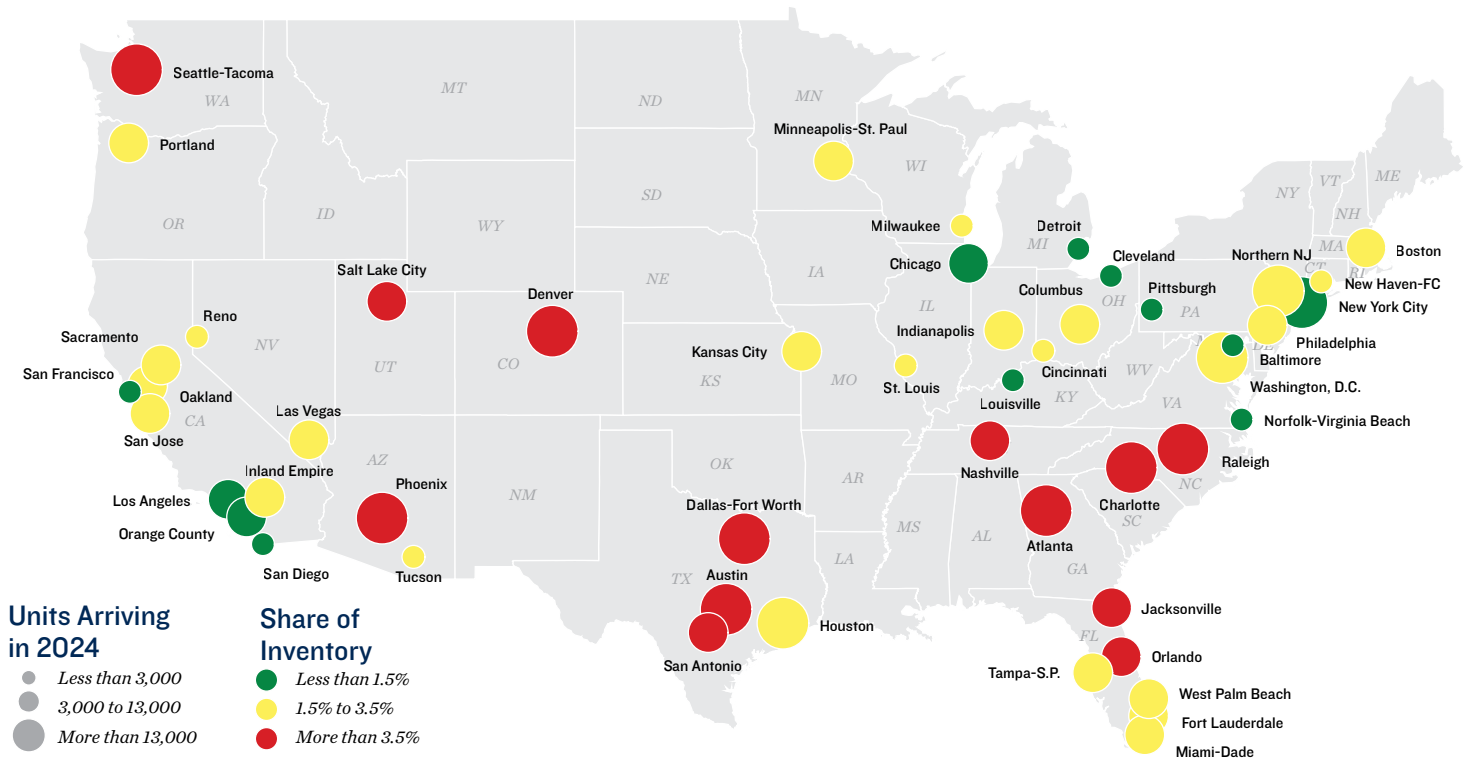 Seattle-Tacoma
WA
MT
ND
MN
Minneapolis-St. Paul
Portland
WI
ME
VT
NY
NH
OR
ID
WY
SD
Milwaukee
Detroit
MI
MA
Boston
Chicago
Cleveland
Northern NJ
CT
RI
Salt Lake City
NE
IA
Columbus
Pittsburgh
New Haven-FC
Denver
IL
OH
PA
New York City
Reno
Indianapolis
Sacramento
NV
Kansas City
Philadelphia
DE
M
Baltimore
San Francisco
UT
CO
KS
MO
St. Louis
Cincinnati
WV
Washington, D.C.
Oakland
Las Vegas
Louisville
KY
VA
CA
Norfolk-Virginia Beach
San Jose
AZ
OK
Nashville
Raleigh
Inland Empire
Phoenix
AR
NC
Los Angeles
NM
Dallas-Fort Worth
Charlotte
MS
SC
Orange County
AL
Atlanta
LA
GA
San Diego
Tucson
TX
Austin
Jacksonville
Houston
FL
San Antonio
Orlando
Tampa-S.P.
West Palm Beach
Fort Lauderdale
Miami-Dade
Units Arriving
in 2024
Less than 3,000
3,000 to 13,000
More than 13,000
Share of
Inventory
Less than 1.5%
1.5% to 3.5%
More than 3.5%